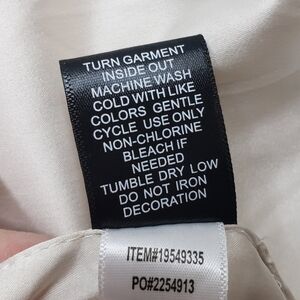 TURN GARMENT
INSIDE OUT
MACHINE WASH
COLD WITH LIKE
COLORS GENTLE
CYCLE USE ONLY
NON-CHLORINE
BLEACH IF
NEEDED
TUMBLE DRY LOW
DO NOT IRON
DECORATION
ITEM#19549335
PO#2254913